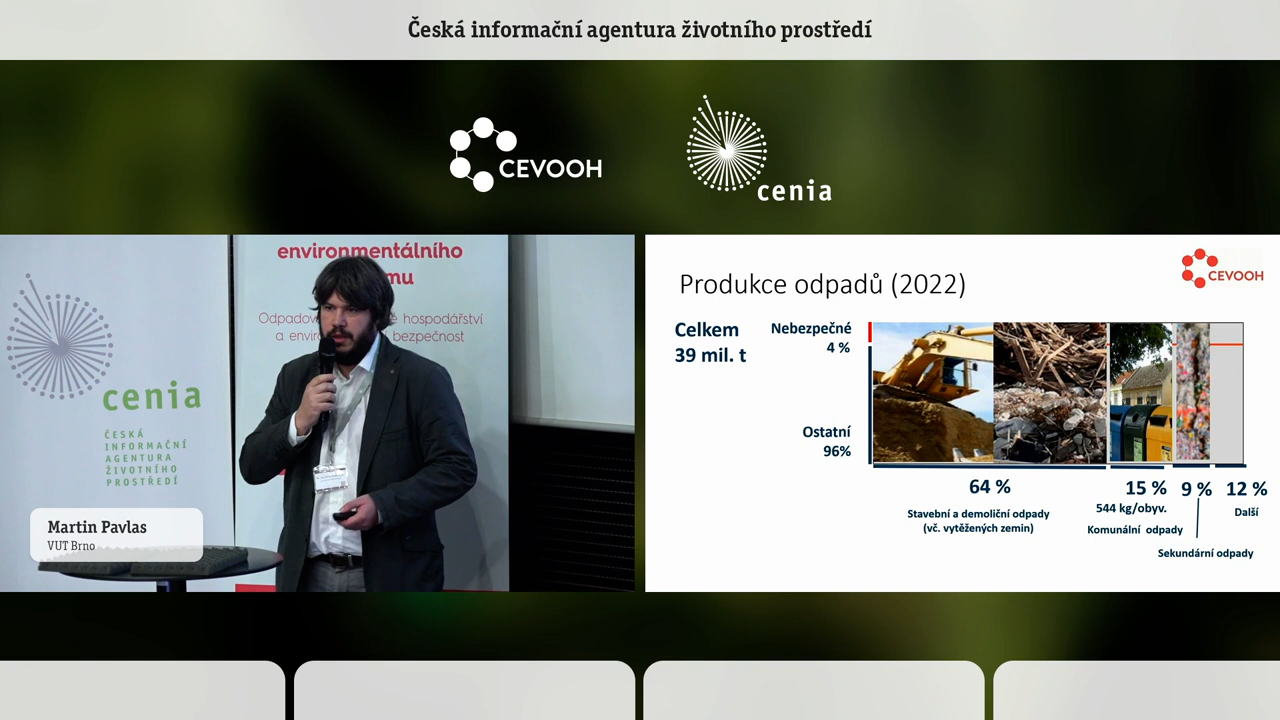 Česká informační agentura životního prostředí
CEVOOH
cenia
environmentálního
mu
Odpadov é hospodářství
a enviro bezpečnost
cenia
ČESKÁ
INFORMAČNÍ
AGENTURA
ŽIVOTNÍHO
PROSTŘEDÍ
Martin Pavlas
VUT Brno
CEVOOH
Produkce odpadů (2022)
Celkem
39 mil. t
Nebezpečné
4 %
Ostatní
96%
64 %
Stavební a demoliční odpady
(vč. vytěžených zemin)
15 %
544 kg/obyv.
Komunální odpady
9 %
Sekundární odpady
12 %
Další